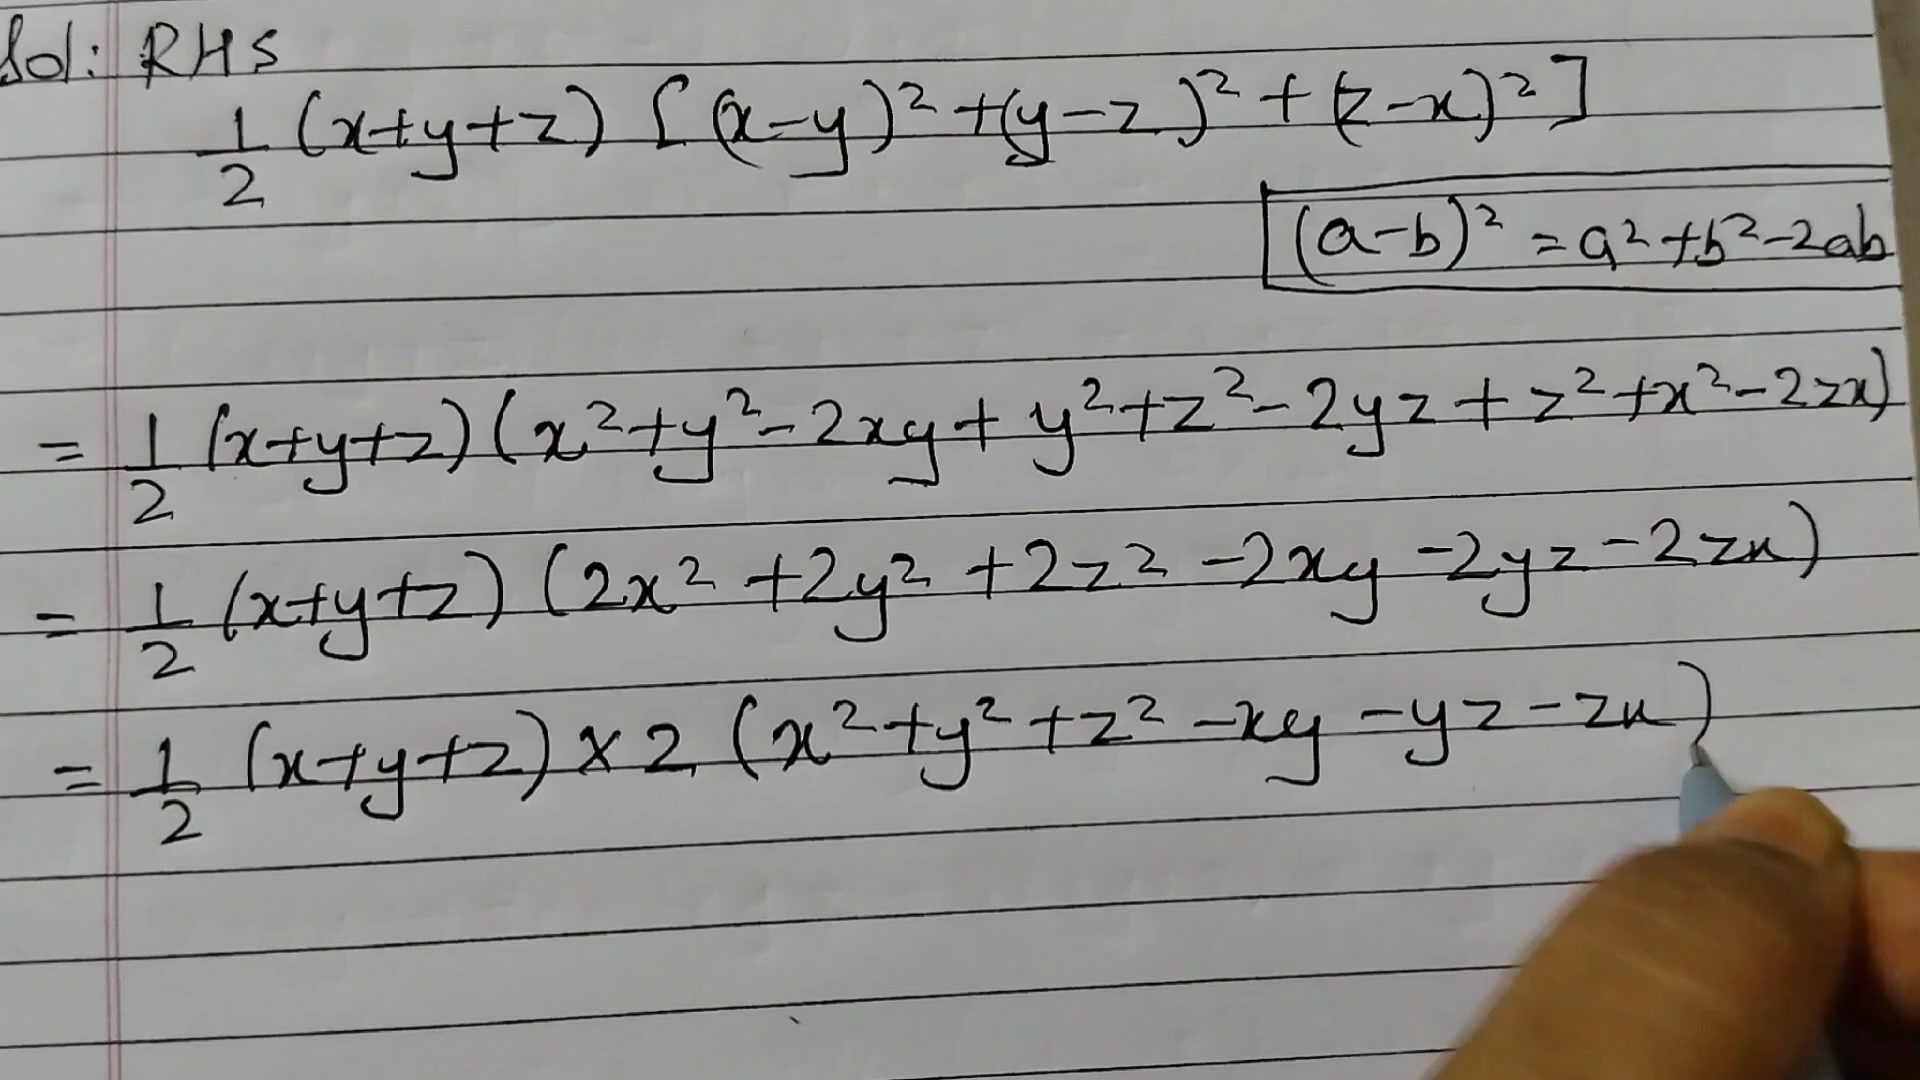 Sol: RHS
1/2 (x+y+z) [(x-y)² +(y-z)² + (z-x)²]
(a-b)² = a²+b²-2ab
= 1/2 (x+y+z)(x²+y²-2xy+ y²+z²-2yz + z²+x²-2zx)
= 1/2 (x+y+z) (2x² +2y² +2z² -2xy -2yz -2zx)
= 1/2 (x+y+z) × 2 (x²+y²+z² -xy -yz -zx)